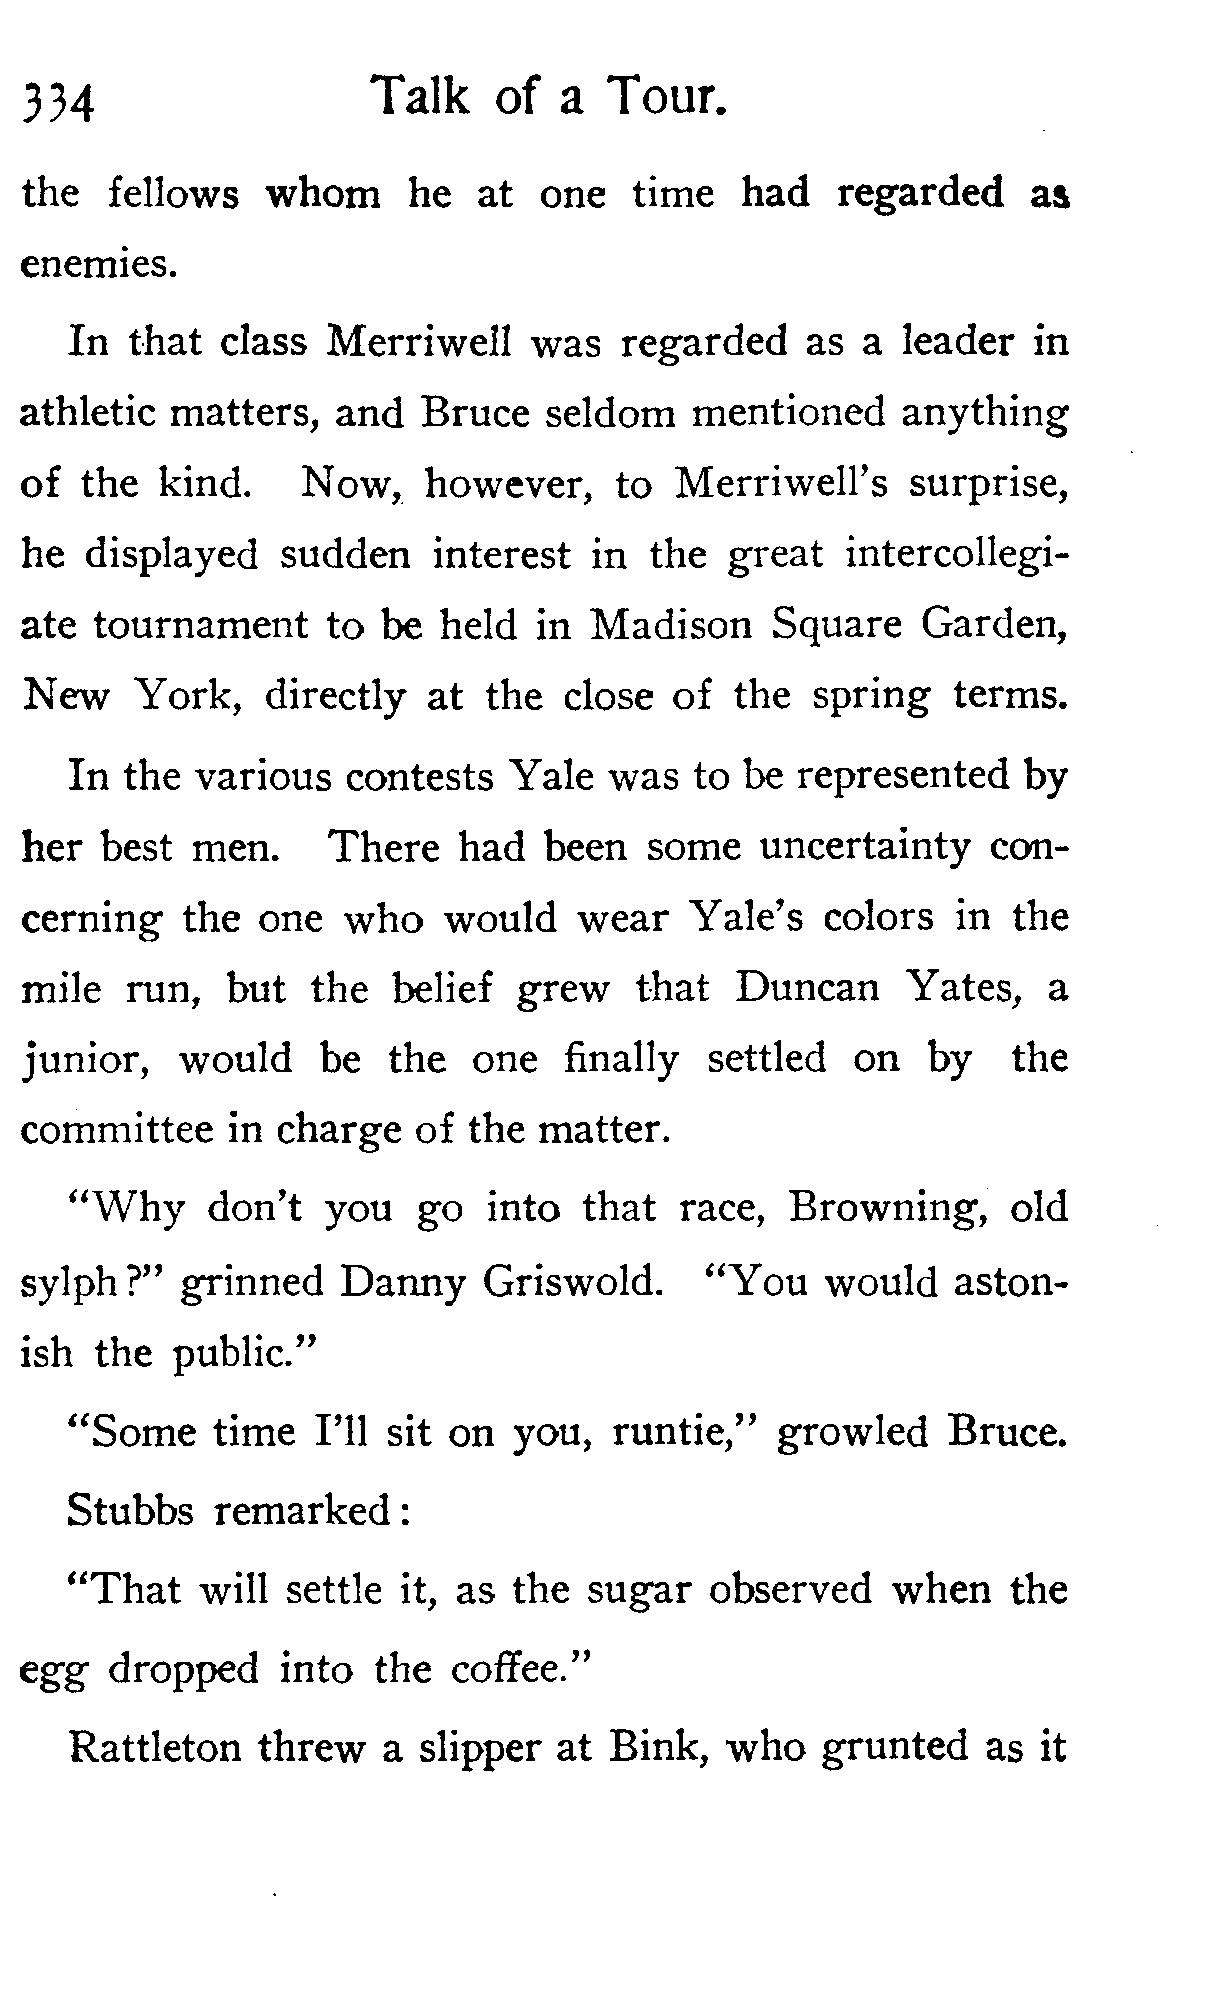 334 Talk of a Tour.
the fellows whom he at one time had regarded as
enemies.
In that class Merriwell was regarded as a leader in
athletic matters, and Bruce seldom mentioned anything
of the kind. Now, however, to Merriwell's surprise,
he displayed sudden interest in the great intercollegi-
ate tournament to be held in Madison Square Garden,
New York, directly at the close of the spring terms.
In the various contests Yale was to be represented by
her best men. There had been some uncertainty con-
cerning the one who would wear Yale's colors in the
mile run, but the belief grew that Duncan Yates, a
junior, would be the one finally settled on by the
committee in charge of the matter.
"Why don't you go into that race, Browning, old
sylph?" grinned Danny Griswold. "You would aston-
ish the public."
"Some time I'll sit on you, runtie," growled Bruce.
Stubbs remarked:
"That will settle it, as the sugar observed when the
egg dropped into the coffee."
Rattleton threw a slipper at Bink, who grunted as it